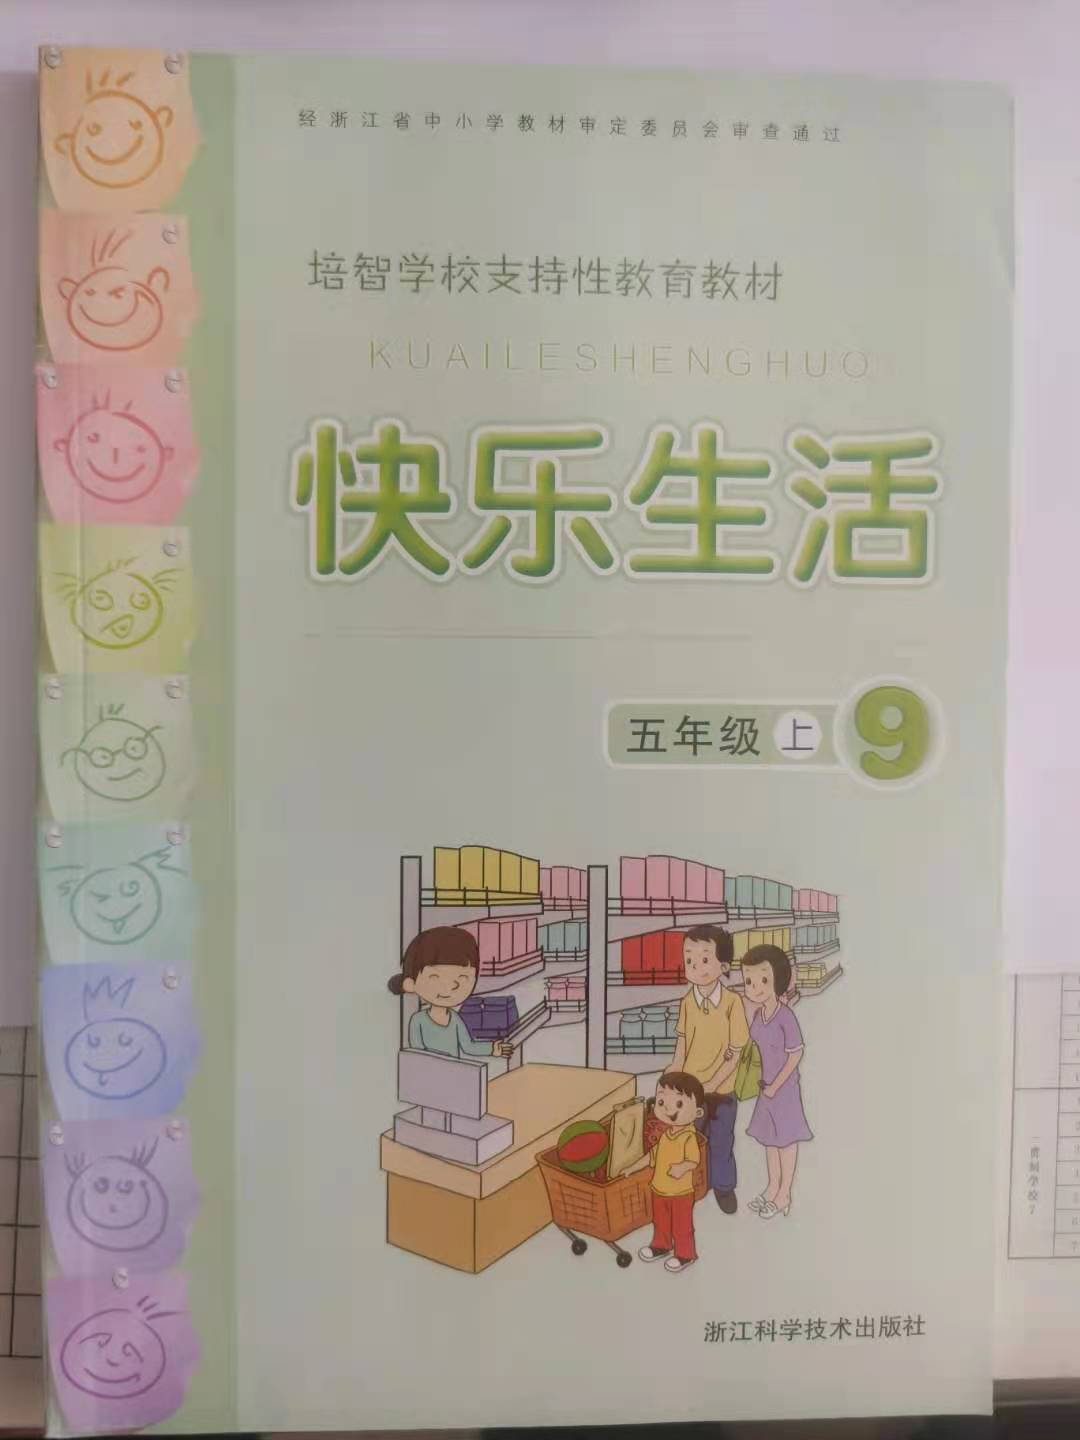 经浙江省中小学教材审定委员会审查通过
培智学校支持性教育教材
KUAILESHENGHUO
快乐生活
五年级 上 9
浙江科学技术出版社